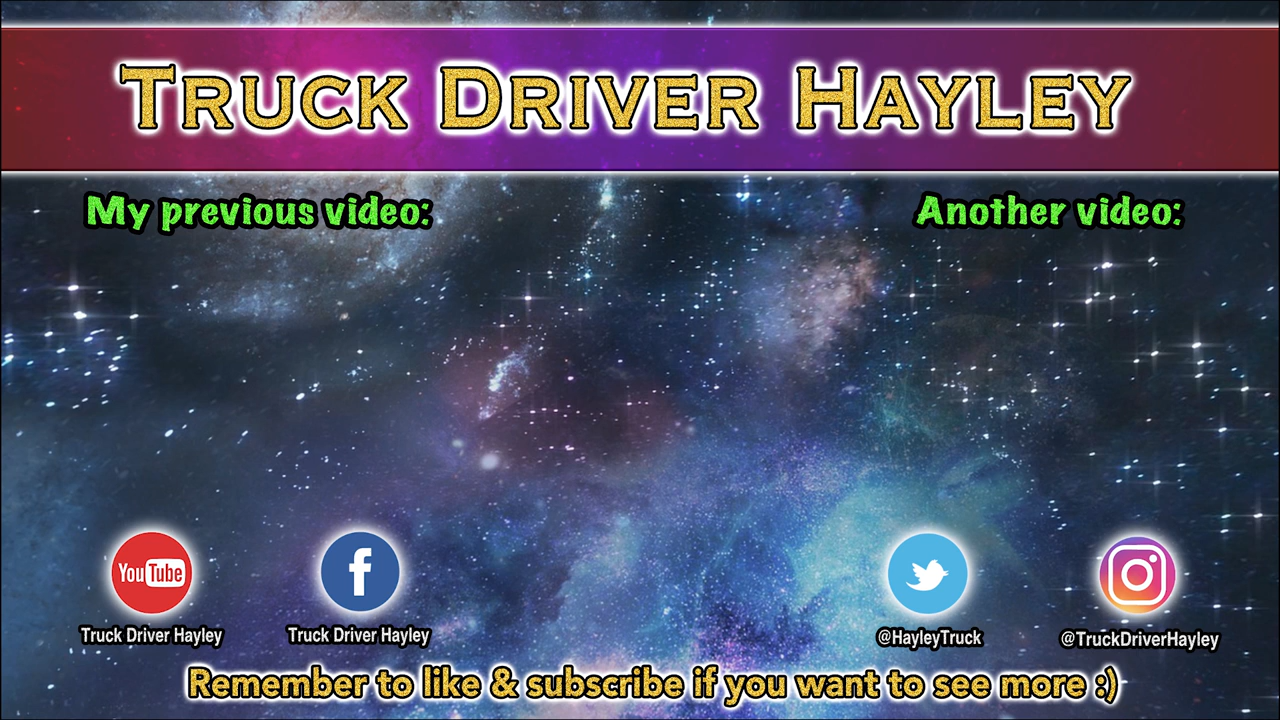 Truck Driver Hayley
My previous video:
Another video:
YouTube
Truck Driver Hayley
Truck Driver Hayley
@HayleyTruck
@TruckDriverHayley
Remember to like & subscribe if you want to see more :)